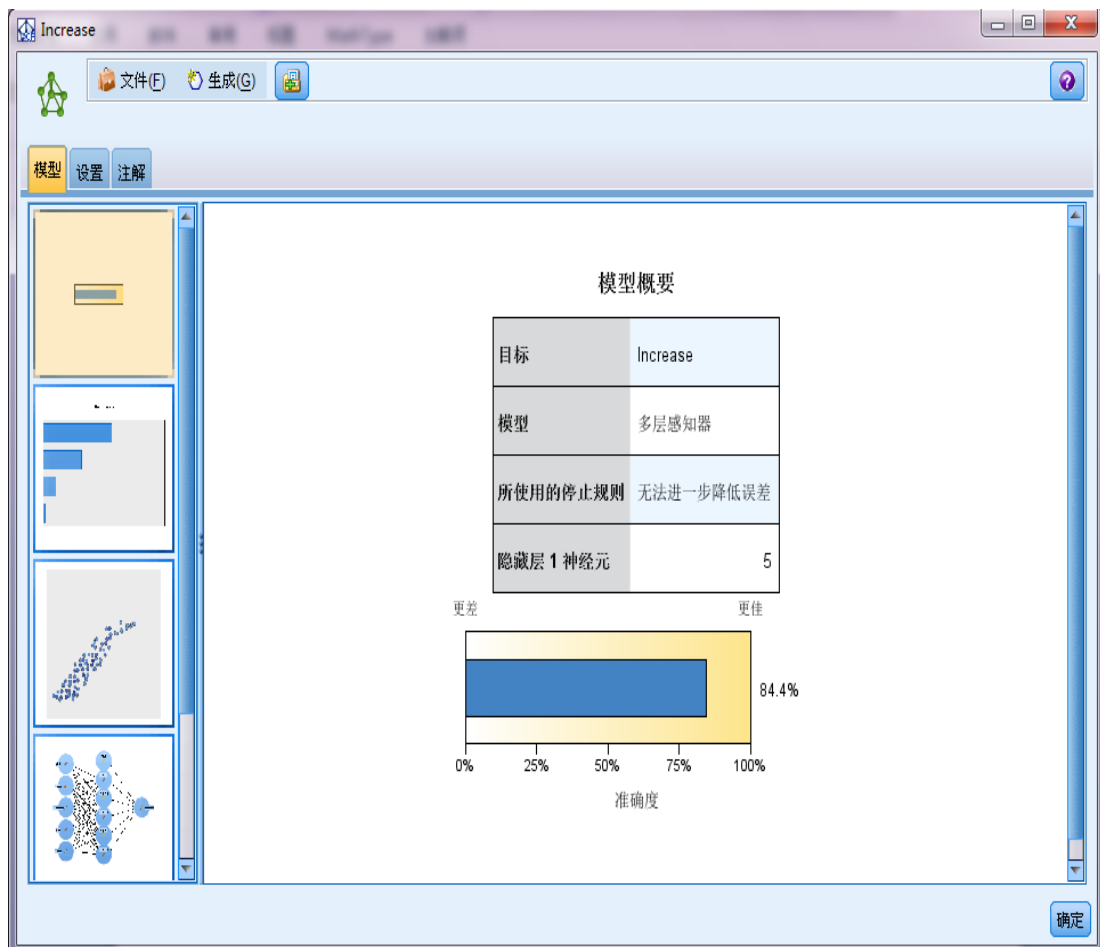 Increase
文件(F) 生成(G)
模型 设置 注解
模型概要
目标 Increase
模型 多层感知器
所使用的停止规则 无法进一步降低误差
隐藏层 1 神经元 5
更差 更佳
84.4%
0% 25% 50% 75% 100%
准确度
确定